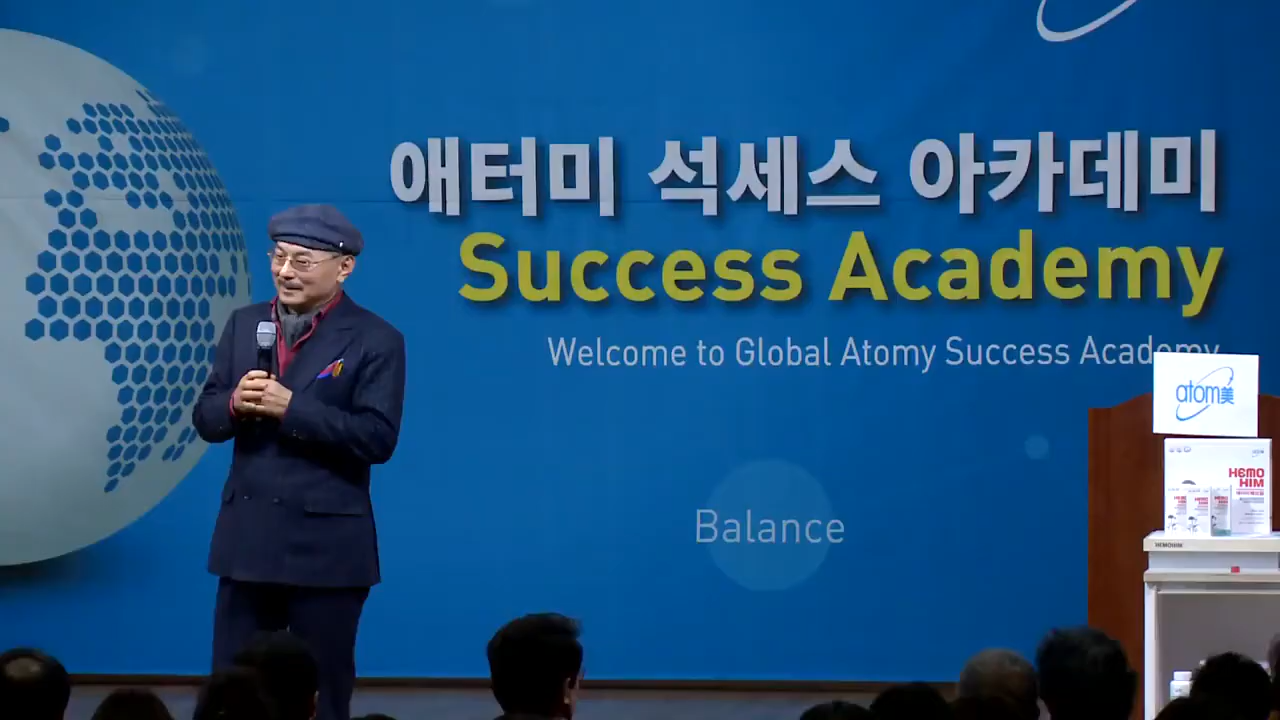 애터미 석세스 아카데미
Success Academy
Welcome to Global Atomy Success Academy
atom美
HEMO
HIM
HEMOHIM
Balance